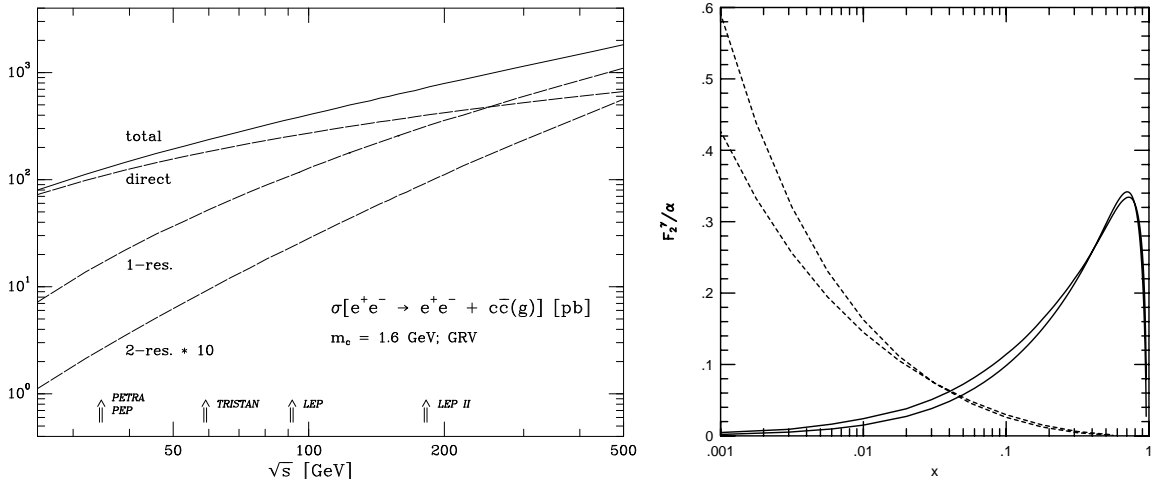 10³
10²
10¹
10⁰
total
direct
1-res.
2-res. * 10
σ[e⁺e⁻ → e⁺e⁻ + cc̅(g)] [pb]
m_c = 1.6 GeV; GRV
PETRA
PEP
TRISTAN
LEP
LEP II
50
100
200
500
√s [GeV]
.6
.5
.4
.3
.2
.1
0
F₂^γ/α
.001
.01
.1
1
x